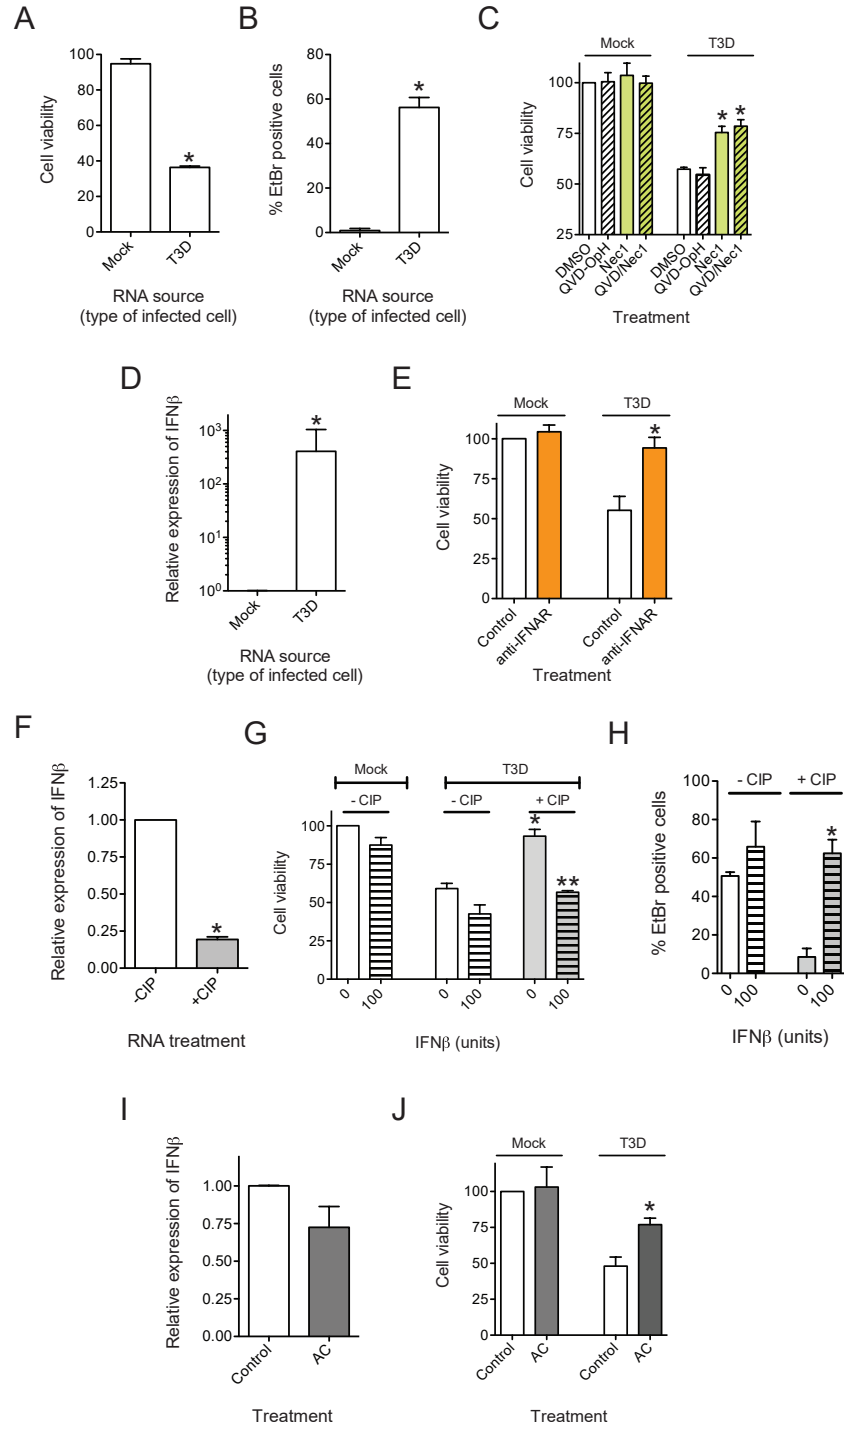 A
Cell viability
100
80
60
40
20
0
*
Mock
T3D
RNA source
(type of infected cell)
B
% EtBr positive cells
80
60
40
20
0
*
Mock
T3D
RNA source
(type of infected cell)
C
Mock
T3D
Cell viability
100
75
50
25
* *
DMSO
QVD-OpH
Nec1
QVD/Nec1
DMSO
QVD-OpH
Nec1
QVD/Nec1
Treatment
D
Relative expression of IFNβ
10³
10²
10¹
10⁰
*
Mock
T3D
RNA source
(type of infected cell)
E
Mock
T3D
Cell viability
100
75
50
25
0
*
Control
anti-IFNAR
Control
anti-IFNAR
Treatment
F
Relative expression of IFNβ
1.25
1.00
0.75
0.50
0.25
0.00
*
-CIP
+CIP
RNA treatment
G
Mock
T3D
- CIP
- CIP
+ CIP
Cell viability
100
75
50
25
0
*
**
0
100
0
100
0
100
IFNβ (units)
H
- CIP
+ CIP
% EtBr positive cells
100
80
60
40
20
0
*
0
100
0
100
IFNβ (units)
I
Relative expression of IFNβ
1.00
0.75
0.50
0.25
0.00
Control
AC
Treatment
J
Mock
T3D
Cell viability
100
75
50
25
0
*
Control
AC
Control
AC
Treatment